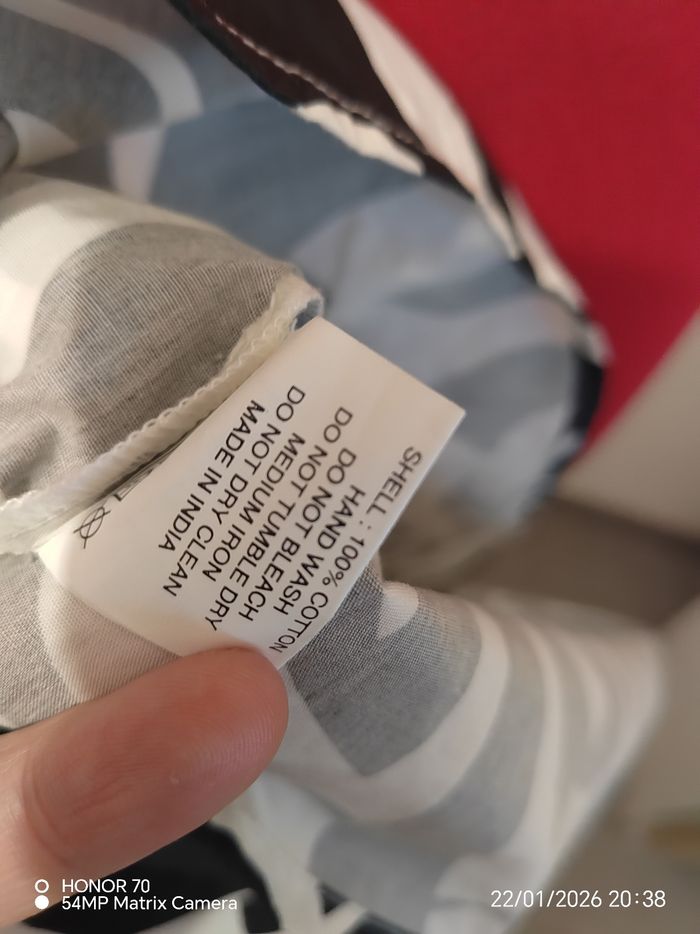 SHELL : 100% COTTON
HAND WASH
DO NOT BLEACH
DO NOT TUMBLE DRY
MEDIUM IRON
DO NOT DRY CLEAN
MADE IN INDIA
HONOR 70
54MP Matrix Camera
22/01/2026 20:38